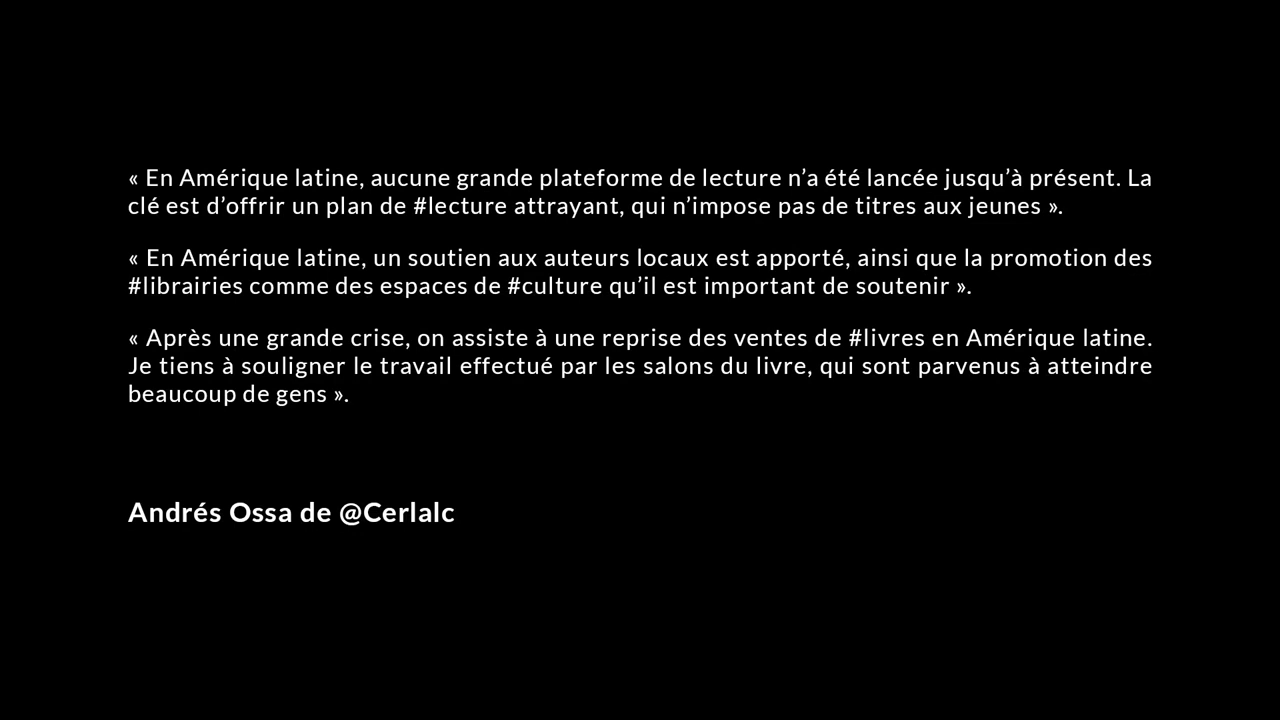 « En Amérique latine, aucune grande plateforme de lecture n’a été lancée jusqu’à présent. La
clé est d’offrir un plan de #lecture attrayant, qui n’impose pas de titres aux jeunes ».
« En Amérique latine, un soutien aux auteurs locaux est apporté, ainsi que la promotion des
#librairies comme des espaces de #culture qu’il est important de soutenir ».
« Après une grande crise, on assiste à une reprise des ventes de #livres en Amérique latine.
Je tiens à souligner le travail effectué par les salons du livre, qui sont parvenus à atteindre
beaucoup de gens ».
Andrés Ossa de @Cerlalc